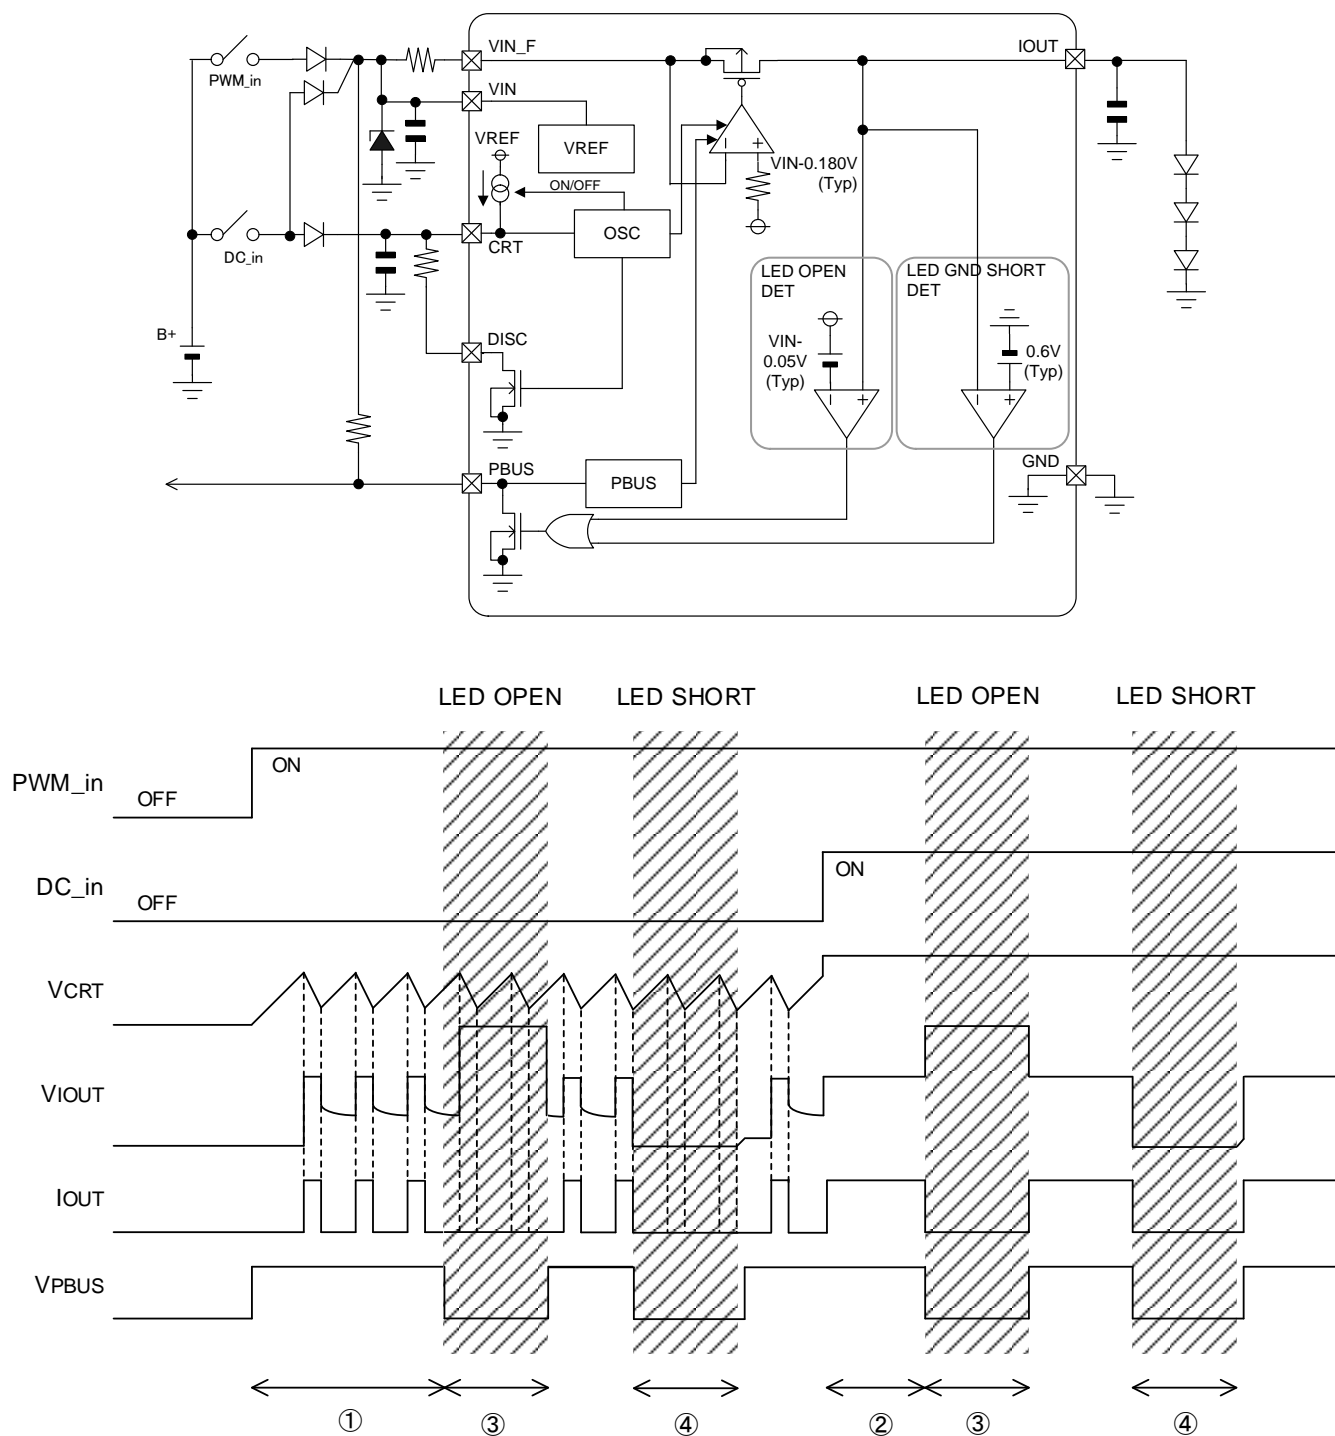 VIN_F
IOUT
PWM_in
VIN
VREF
VREF
VIN-0.180V
(Typ)
ON/OFF
OSC
CRT
DC_in
LED OPEN
DET
LED GND SHORT
DET
B+
DISC
VIN-
0.05V
(Typ)
0.6V
(Typ)
GND
PBUS
PBUS
LED OPEN
LED SHORT
LED OPEN
LED SHORT
PWM_in
OFF
ON
DC_in
OFF
ON
VCRT
VIOUT
IOUT
VPBUS
① ③ ④ ② ③ ④